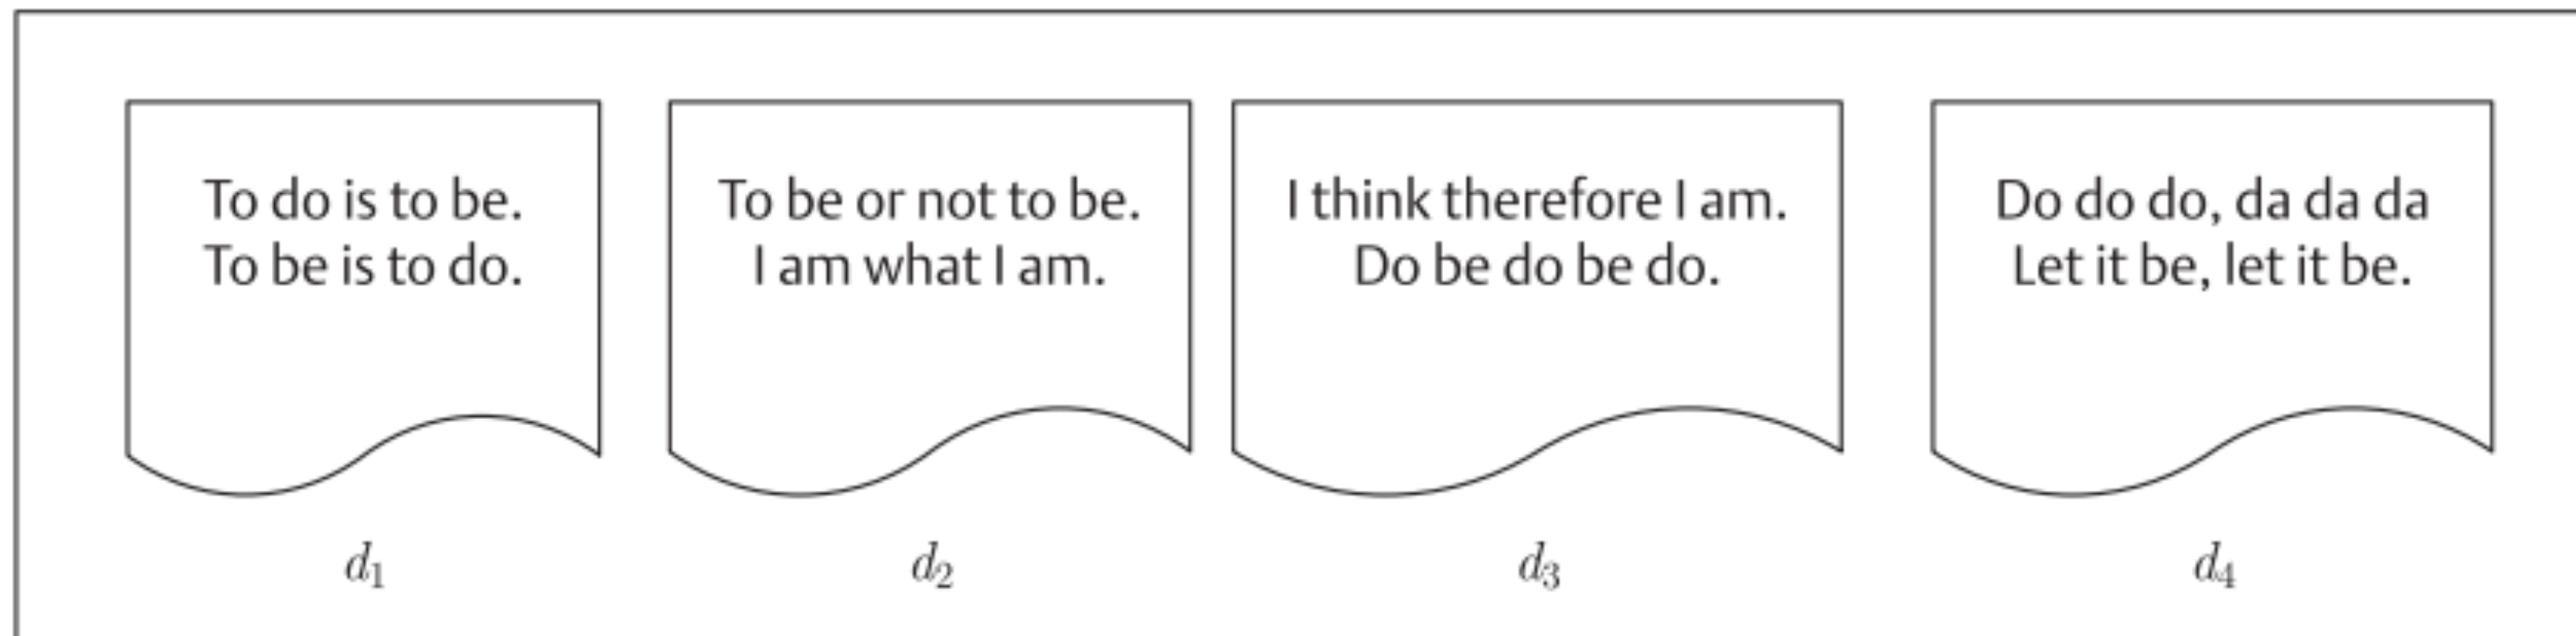 To do is to be.
To be is to do.
d1
To be or not to be.
I am what I am.
d2
I think therefore I am.
Do be do be do.
d3
Do do do, da da da
Let it be, let it be.
d4